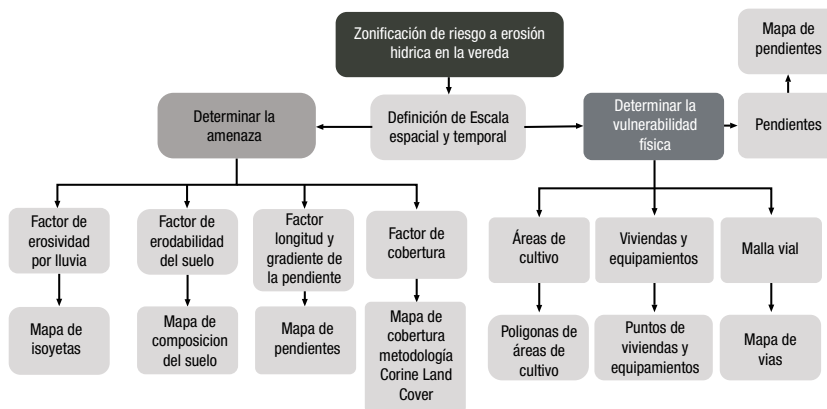 Zonificación de riesgo a erosión
hidrica en la vereda
Mapa de
pendientes
Determinar la
amenaza
Definición de Escala
espacial y temporal
Determinar la
vulnerabilidad
física
Pendientes
Factor de
erosividad
por lluvia
Factor de
erodabilidad
del suelo
Factor
longitud y
gradiente de
la pendiente
Factor de
cobertura
Áreas de
cultivo
Viviendas y
equipamientos
Malla vial
Mapa de
isoyetas
Mapa de
composicion
del suelo
Mapa de
pendientes
Mapa de
cobertura
metodología
Corine Land
Cover
Poligonas de
áreas de
cultivo
Puntos de
viviendas y
equipamientos
Mapa de
vias